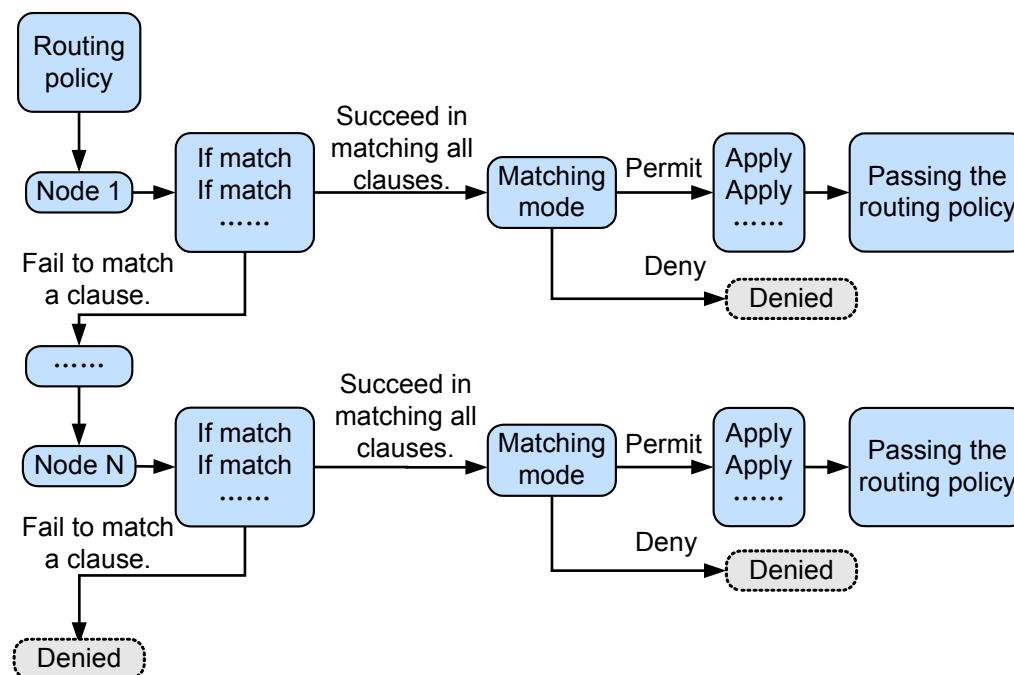 Routing
policy
Node 1
If match
If match
······
Succeed in
matching all
clauses.
Matching
mode
Permit
Apply
Apply
······
Passing the
routing policy
Deny
Denied
Fail to match
a clause.
······
Node N
If match
If match
······
Succeed in
matching all
clauses.
Matching
mode
Permit
Apply
Apply
······
Passing the
routing policy
Deny
Denied
Fail to match
a clause.
Denied